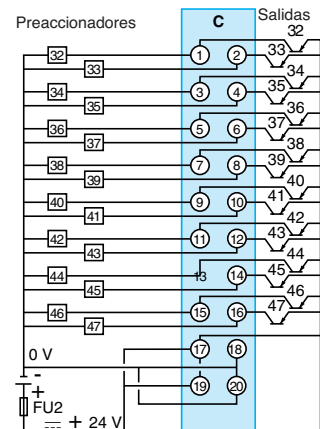 Preaccionadores C Salidas
32 1 2 32
33 33
34 3 4 34
35 35
36 5 6 36
37 37
38 7 8 38
39 39
40 9 10 40
41 41
42 11 12 42
43 43
44 13 14 44
45 45
46 15 16 46
47 47
0 V 17 18
-
+ 19 20
FU2
+ 24 V